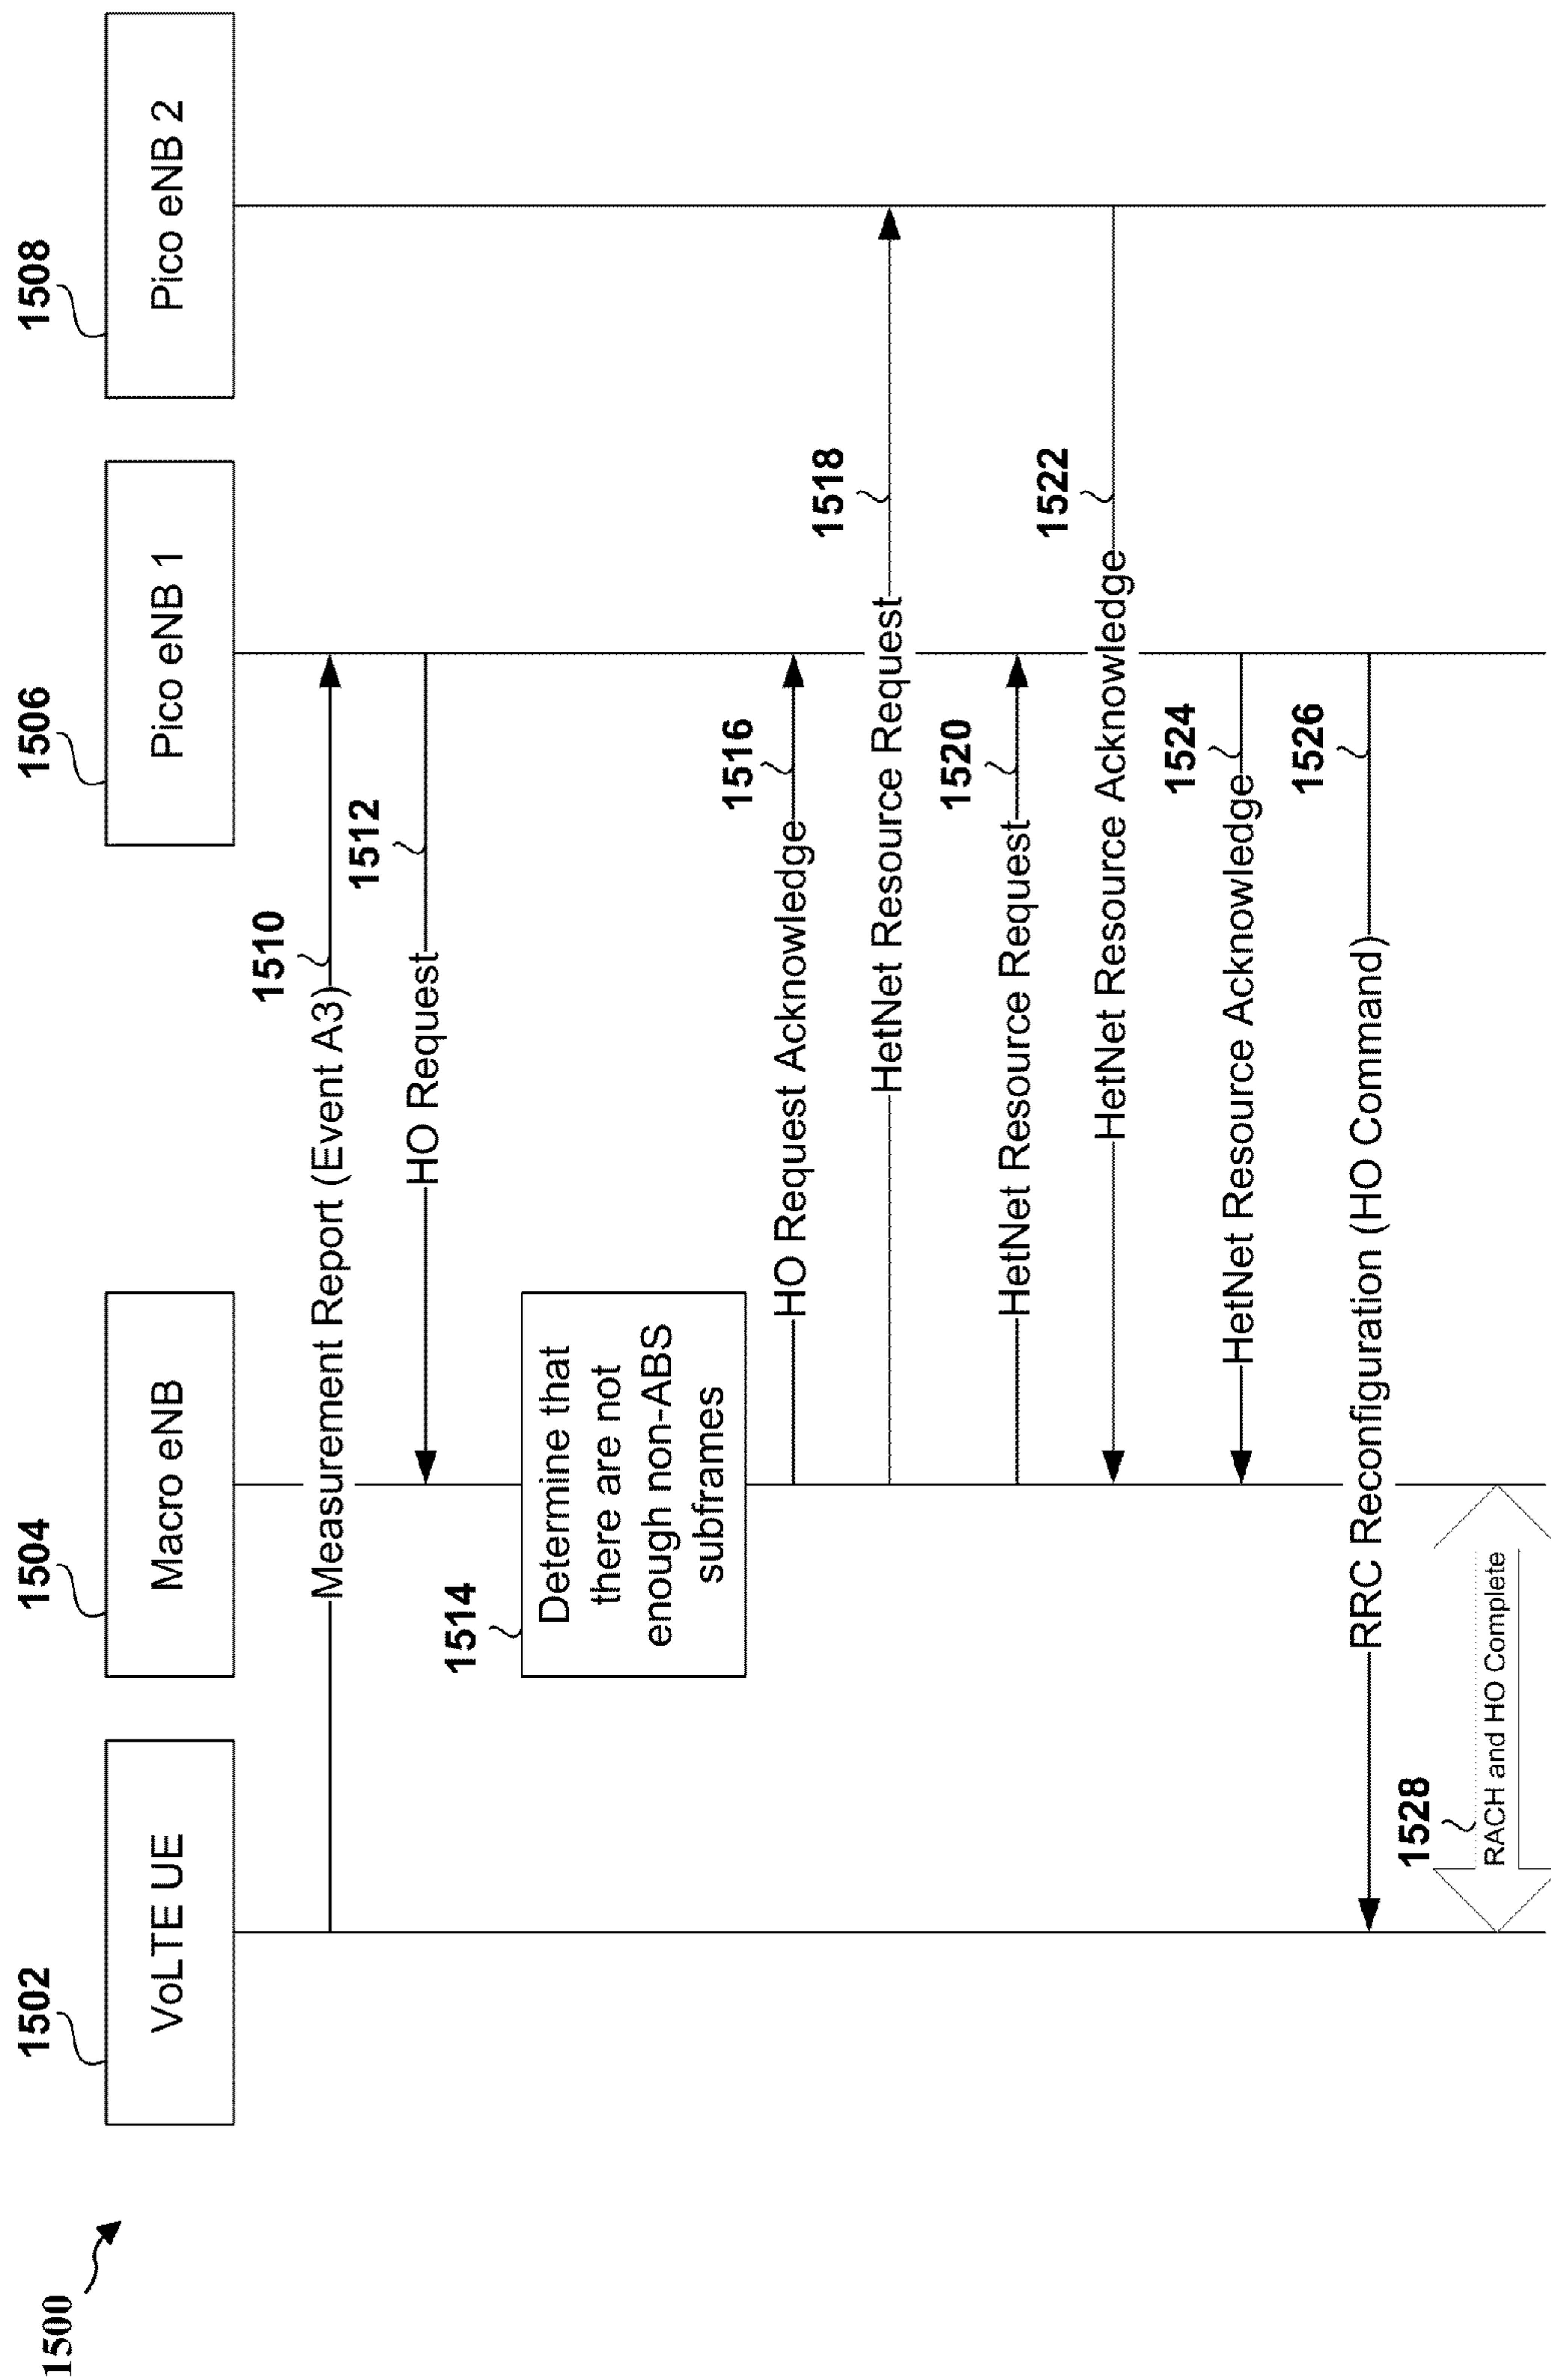 1500
1502
VoLTE UE
1504
Macro eNB
1506
Pico eNB 1
1508
Pico eNB 2
1510
Measurement Report (Event A3)
1512
HO Request
1514
Determine that
there are not
enough non-ABS
subframes
1516
HO Request Acknowledge
1518
HetNet Resource Request
1520
HetNet Resource Request
1522
HetNet Resource Acknowledge
1524
HetNet Resource Acknowledge
1526
RRC Reconfiguration (HO Command)
1528
RACH and HO Complete